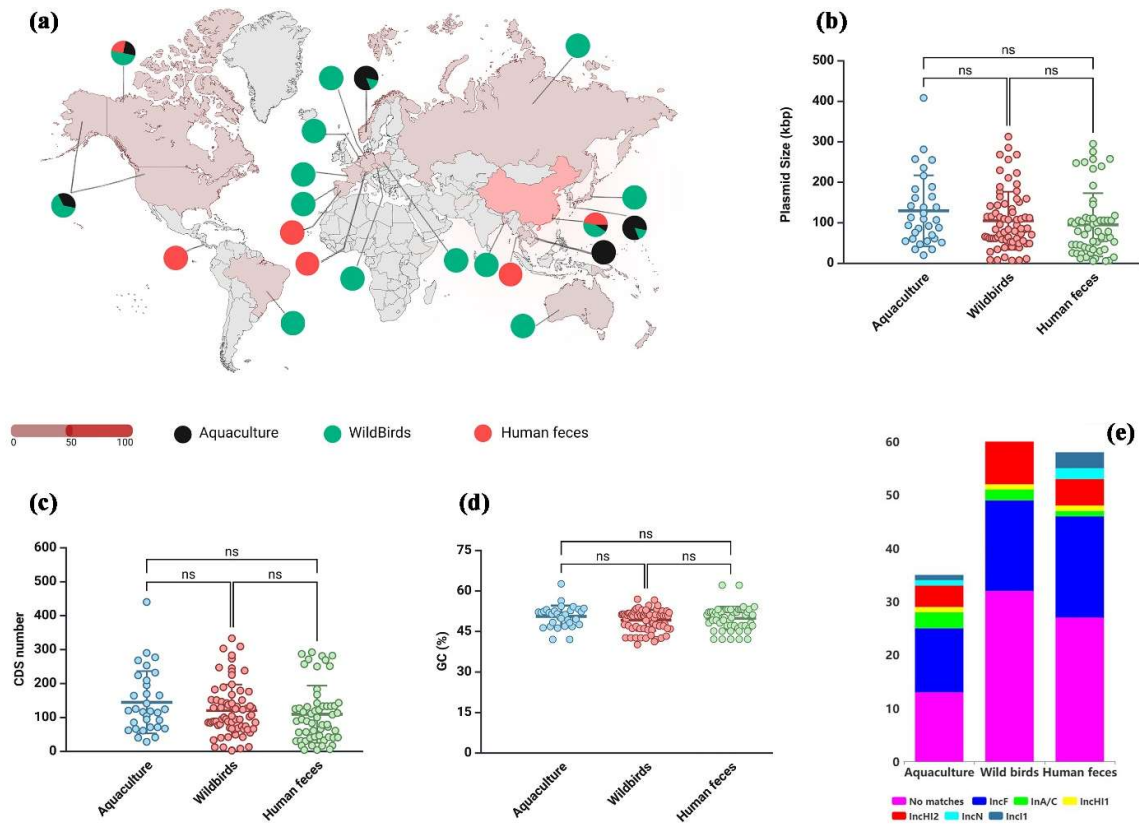 (a)
0 50 100
Aquaculture
WildBirds
Human feces
(b)
ns
ns ns
500
400
300
200
100
0
Plasmid Size (kbp)
Aquaculture
Wildbirds
Human feces
(c)
ns
ns ns
600
500
400
300
200
100
0
CDS number
Aquaculture
Wildbirds
Human feces
(d)
ns
ns ns
75
60
45
30
15
0
GC (%)
Aquaculture
Wildbirds
Human feces
(e)
60
50
40
30
20
10
0
Aquaculture Wild birds Human feces
No matches IncF InA/C IncHI1
IncHI2 IncN IncI1